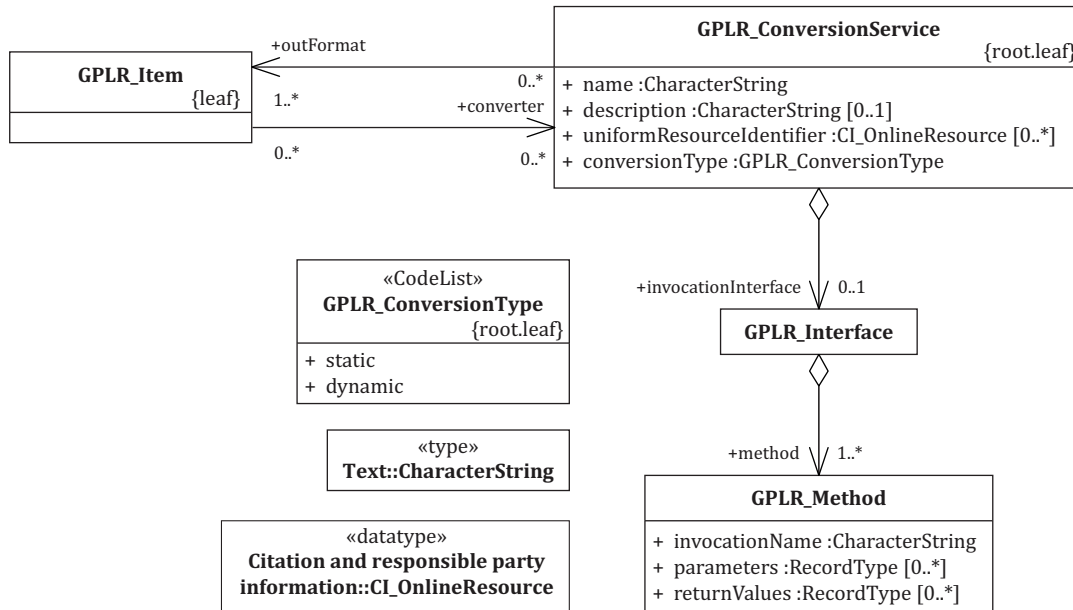 GPLR_Item
{leaf}
+outFormat
1..*
0..*
+converter
0..*
0..*
GPLR_ConversionService
{root.leaf}
+ name :CharacterString
+ description :CharacterString [0..1]
+ uniformResourceIdentifier :CI_OnlineResource [0..*]
+ conversionType :GPLR_ConversionType
+invocationInterface
0..1
GPLR_Interface
«CodeList»
GPLR_ConversionType
{root.leaf}
+ static
+ dynamic
«type»
Text::CharacterString
+method
1..*
GPLR_Method
+ invocationName :CharacterString
+ parameters :RecordType [0..*]
+ returnValues :RecordType [0..*]
«datatype»
Citation and responsible party
information::CI_OnlineResource